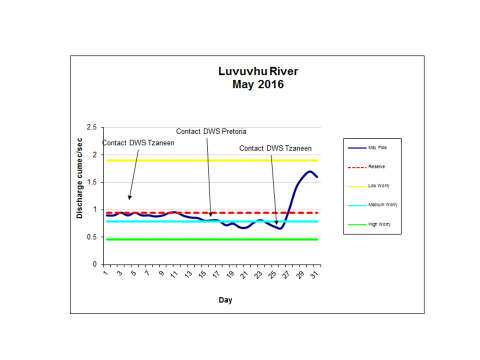 Luvuvhu River
May 2016
Contact DWS Pretoria
Contact DWS Tzaneen
Contact DWS Tzaneen
Discharge cumec/sec
2.5
2
1.5
1
0.5
0
1 3 5 7 9 11 13 15 17 19 21 23 25 27 29 31
Day
May Flow
Reserve
Low Worry
Medium Worry
High Worry